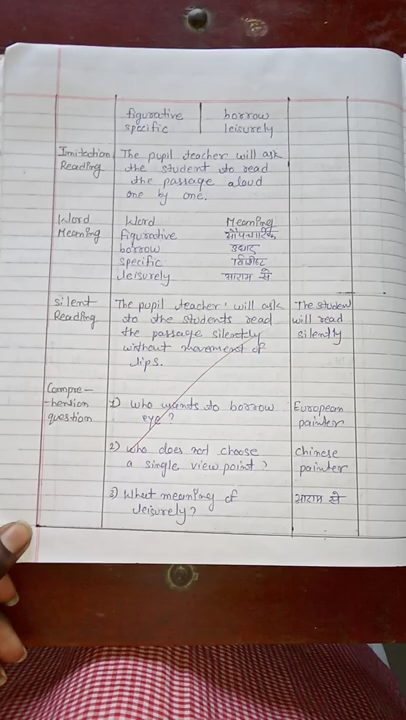 figurative borrow
specific leisurely
Imitation The pupil teacher will ask
Reading the student to read
the passage aloud
one by one.
Word Word Meaning
Meaning figurative औपचारिक
borrow उधार
specific विशिष्ट
leisurely आराम से
silent The pupil teacher will ask The student
Reading to the students read will read
the passage silently silently
without movement of
lips.
Compre-
hention 1) who wants to borrow European
question eye? painter
2) who does not choose Chinese
a single view point? painter
3) What meaning of आराम से
leisurely?